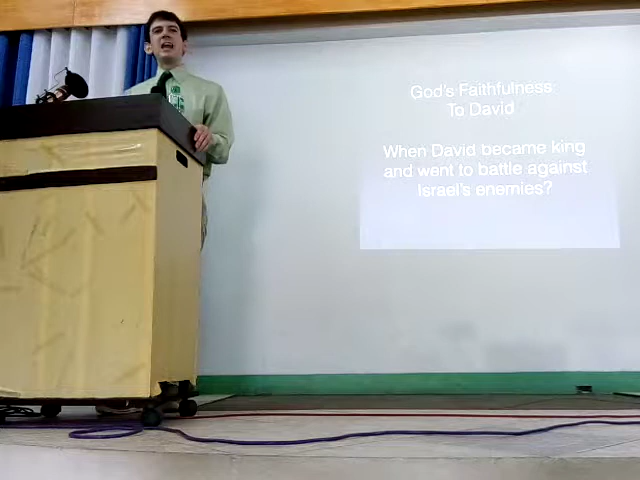 God's Faithfulness:
To David
When David became king
and went to battle against
Israel's enemies?